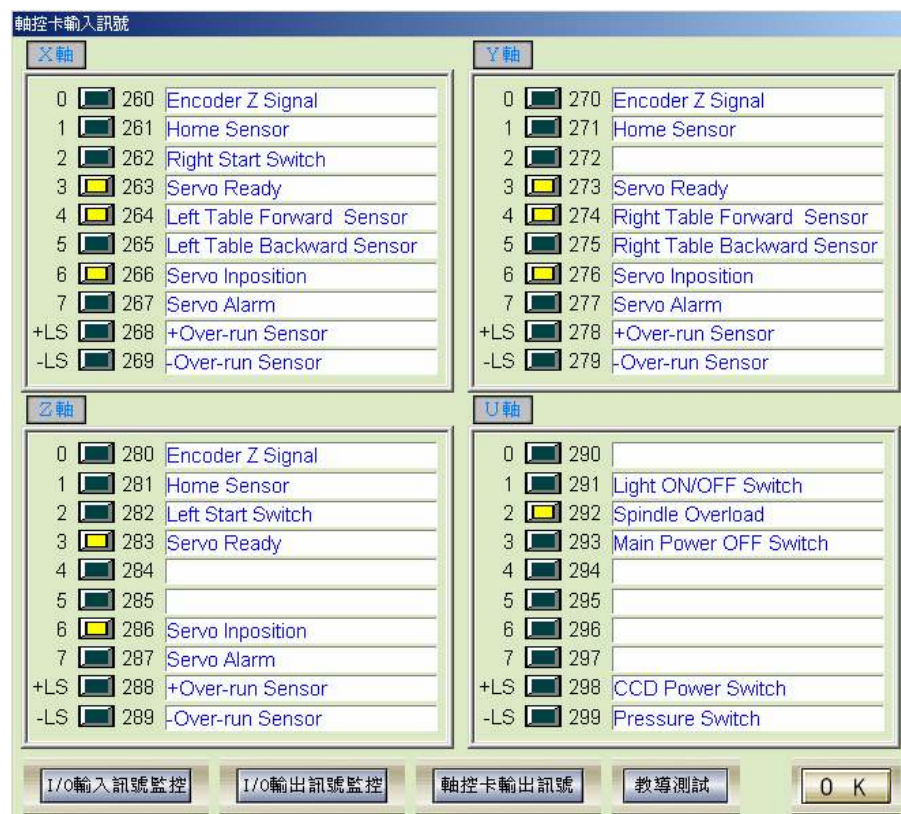 軸控卡輸入訊號
X軸
0 260 Encoder Z Signal
1 261 Home Sensor
2 262 Right Start Switch
3 263 Servo Ready
4 264 Left Table Forward Sensor
5 265 Left Table Backward Sensor
6 266 Servo Inposition
7 267 Servo Alarm
+LS 268 +Over-run Sensor
-LS 269 -Over-run Sensor
Y軸
0 270 Encoder Z Signal
1 271 Home Sensor
2 272
3 273 Servo Ready
4 274 Right Table Forward Sensor
5 275 Right Table Backward Sensor
6 276 Servo Inposition
7 277 Servo Alarm
+LS 278 +Over-run Sensor
-LS 279 -Over-run Sensor
Z軸
0 280 Encoder Z Signal
1 281 Home Sensor
2 282 Left Start Switch
3 283 Servo Ready
4 284
5 285
6 286 Servo Inposition
7 287 Servo Alarm
+LS 288 +Over-run Sensor
-LS 289 -Over-run Sensor
U軸
0 290
1 291 Light ON/OFF Switch
2 292 Spindle Overload
3 293 Main Power OFF Switch
4 294
5 295
6 296
7 297
+LS 298 CCD Power Switch
-LS 299 Pressure Switch
I/O輸入訊號監控 I/O輸出訊號監控 軸控卡輸出訊號 教導測試 O K